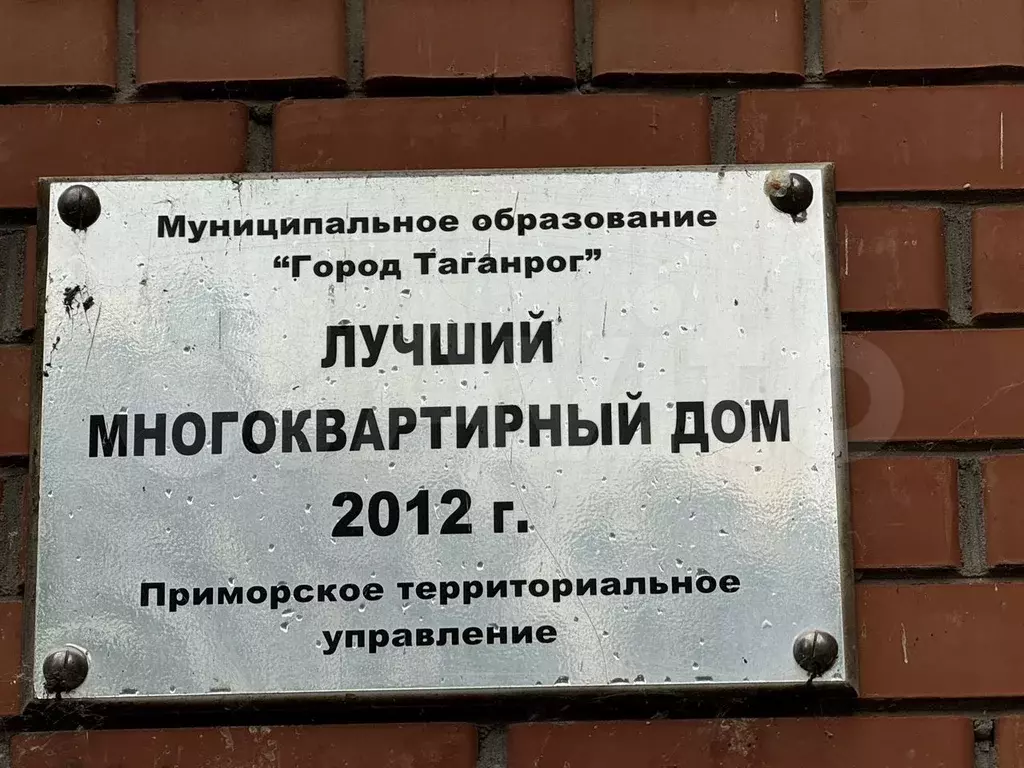 Муниципальное образование
“Город Таганрог”
ЛУЧШИЙ
МНОГОКВАРТИРНЫЙ ДОМ
2012 г.
Приморское территориальное
управление